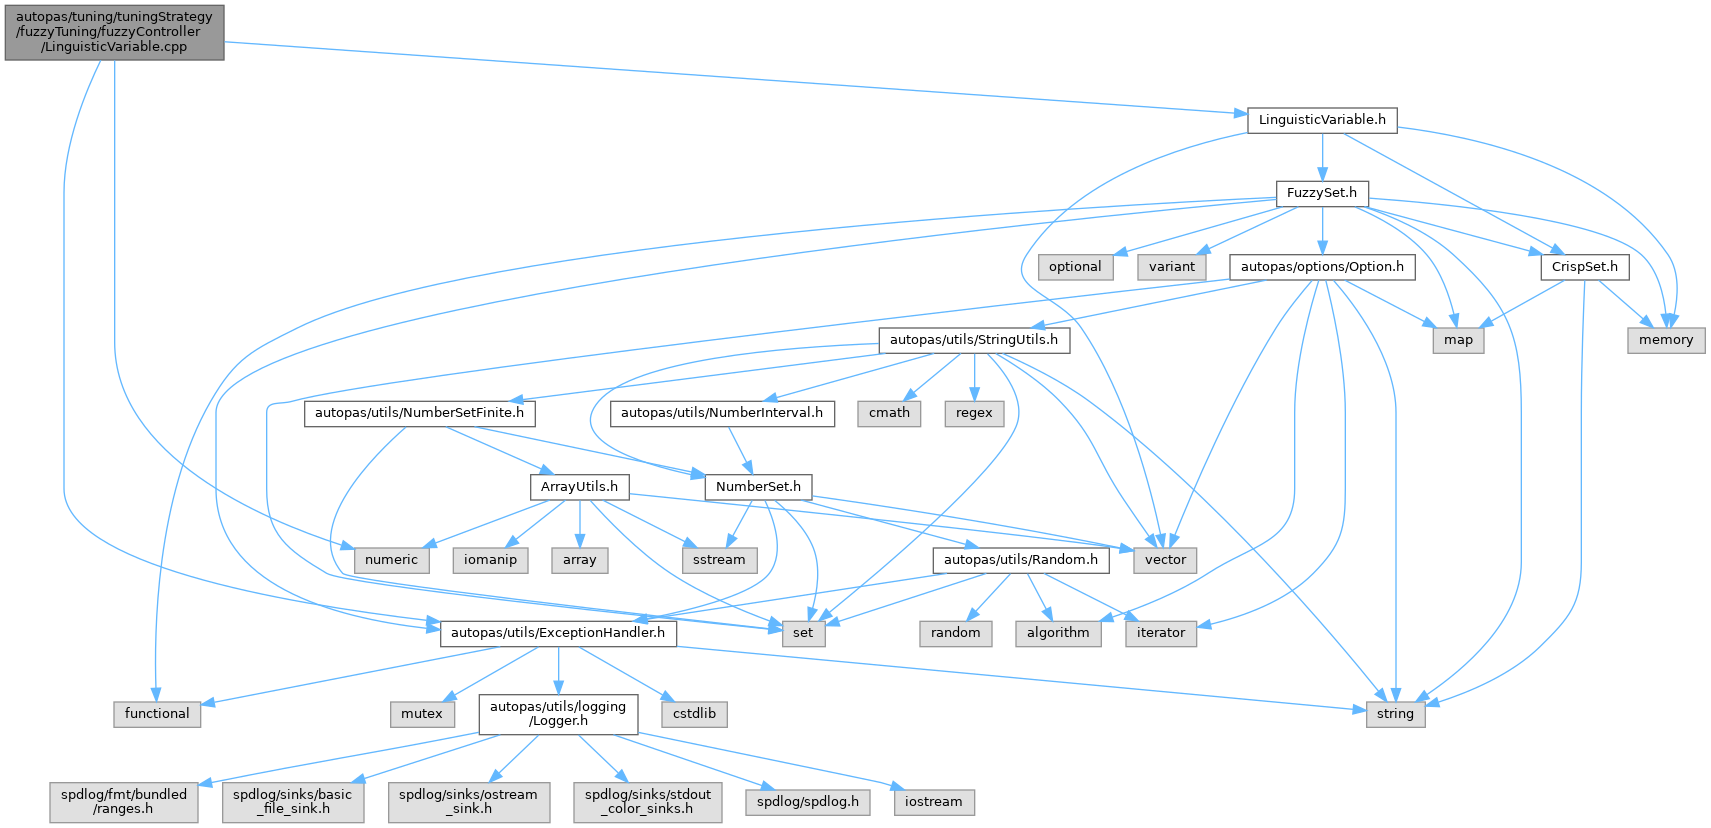 autopas/tuning/tuningStrategy
/fuzzyTuning/fuzzyController
/LinguisticVariable.cpp
LinguisticVariable.h
FuzzySet.h
optional
variant
autopas/options/Option.h
CrispSet.h
autopas/utils/StringUtils.h
map
memory
autopas/utils/NumberSetFinite.h
autopas/utils/NumberInterval.h
cmath
regex
ArrayUtils.h
NumberSet.h
numeric
iomanip
array
sstream
autopas/utils/Random.h
vector
autopas/utils/ExceptionHandler.h
set
random
algorithm
iterator
functional
mutex
autopas/utils/logging
/Logger.h
cstdlib
string
spdlog/fmt/bundled
/ranges.h
spdlog/sinks/basic
_file_sink.h
spdlog/sinks/ostream
_sink.h
spdlog/sinks/stdout
_color_sinks.h
spdlog/spdlog.h
iostream